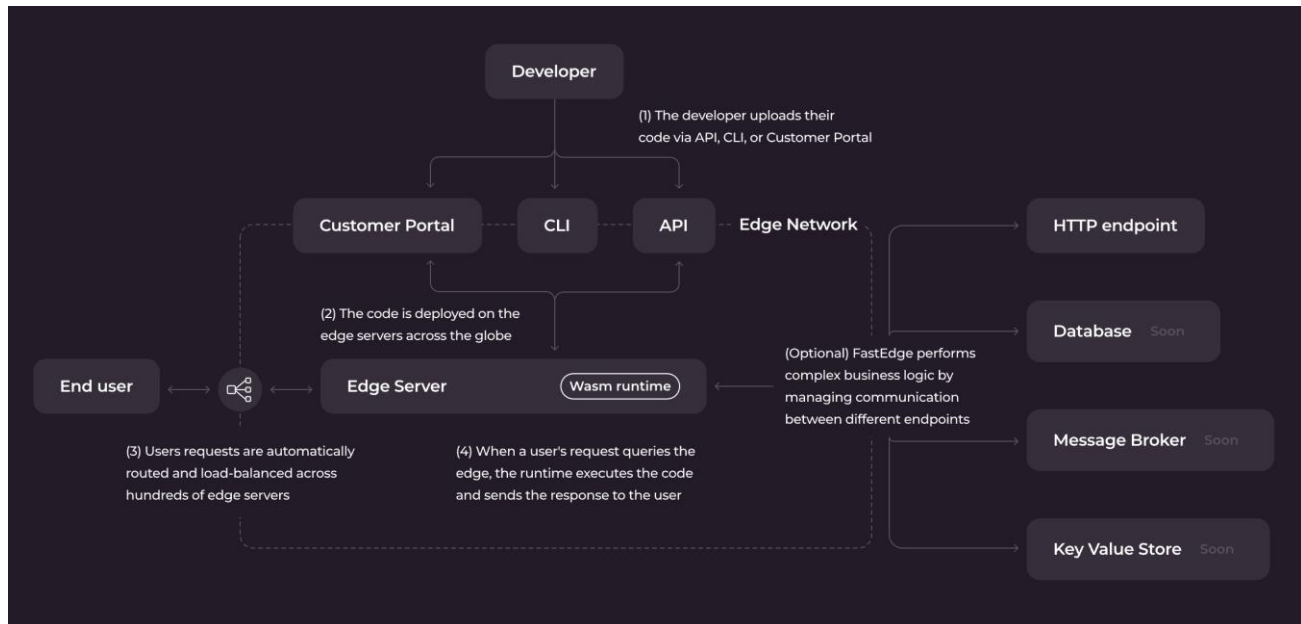 Developer
(1) The developer uploads their
code via API, CLI, or Customer Portal
Customer Portal
CLI
API
Edge Network
HTTP endpoint
(2) The code is deployed on the
edge servers across the globe
Database Soon
(Optional) FastEdge performs
complex business logic by
managing communication
between different endpoints
End user
Edge Server
Wasm runtime
Message Broker Soon
(3) Users requests are automatically
routed and load-balanced across
hundreds of edge servers
(4) When a user's request queries the
edge, the runtime executes the code
and sends the response to the user
Key Value Store Soon